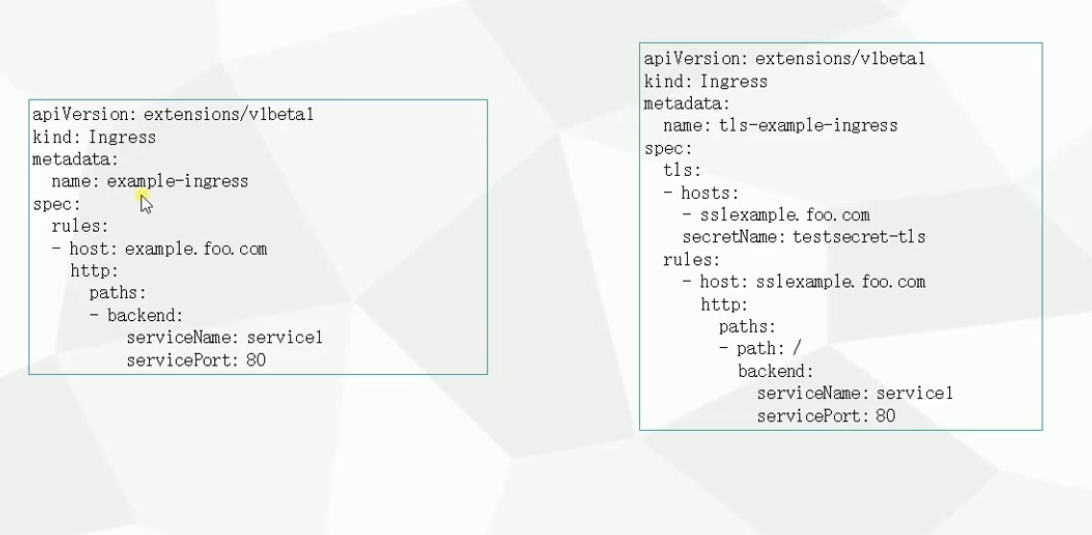 apiVersion: extensions/v1beta1
kind: Ingress
metadata:
  name: example-ingress
spec:
  rules:
  - host: example.foo.com
    http:
      paths:
      - backend:
          serviceName: service1
          servicePort: 80
apiVersion: extensions/v1beta1
kind: Ingress
metadata:
  name: tls-example-ingress
spec:
  tls:
  - hosts:
    - sslexample.foo.com
    secretName: testsecret-tls
  rules:
    - host: sslexample.foo.com
      http:
        paths:
        - path: /
          backend:
            serviceName: service1
            servicePort: 80